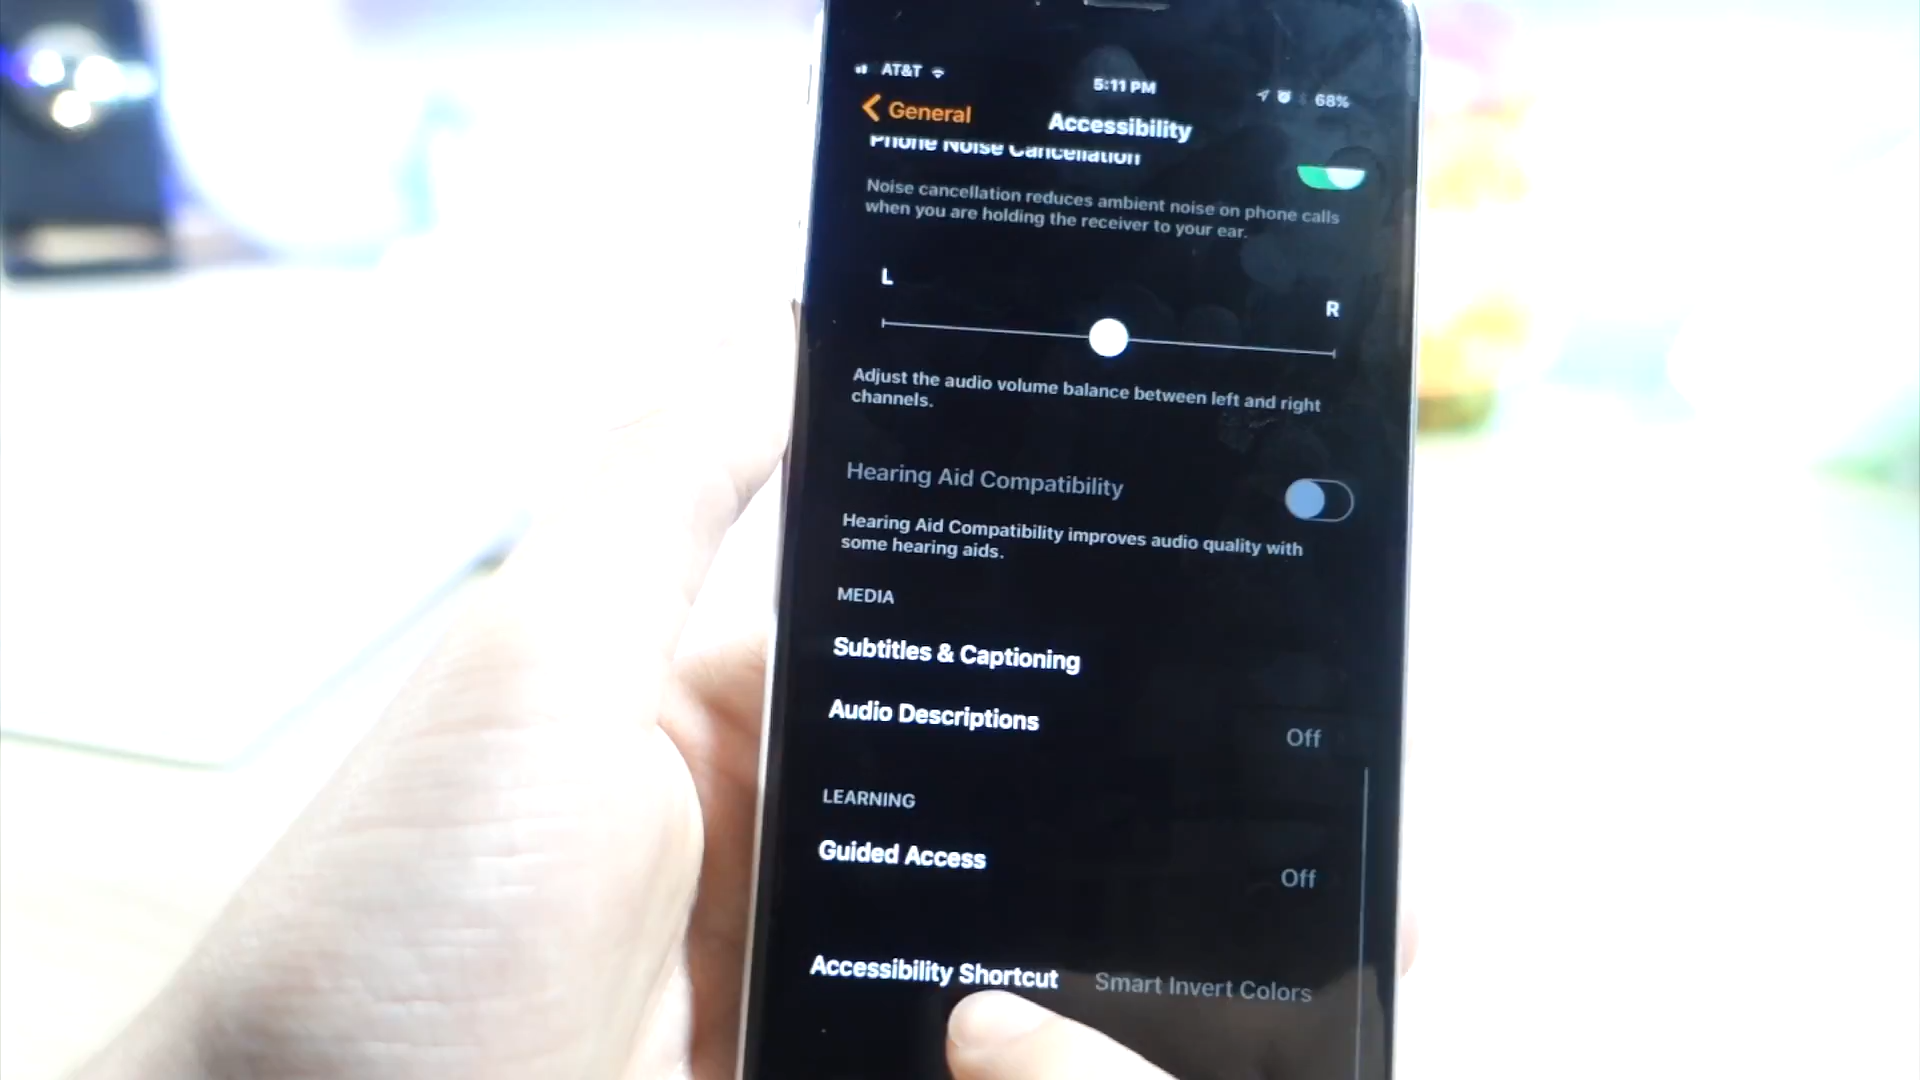 AT&T
5:11 PM
68%
General
Accessibility
Phone Noise Cancellation
Noise cancellation reduces ambient noise on phone calls
when you are holding the receiver to your ear.
L
R
Adjust the audio volume balance between left and right
channels.
Hearing Aid Compatibility
Hearing Aid Compatibility improves audio quality with
some hearing aids.
MEDIA
Subtitles & Captioning
Audio Descriptions
Off
LEARNING
Guided Access
Off
Accessibility Shortcut
Smart Invert Colors